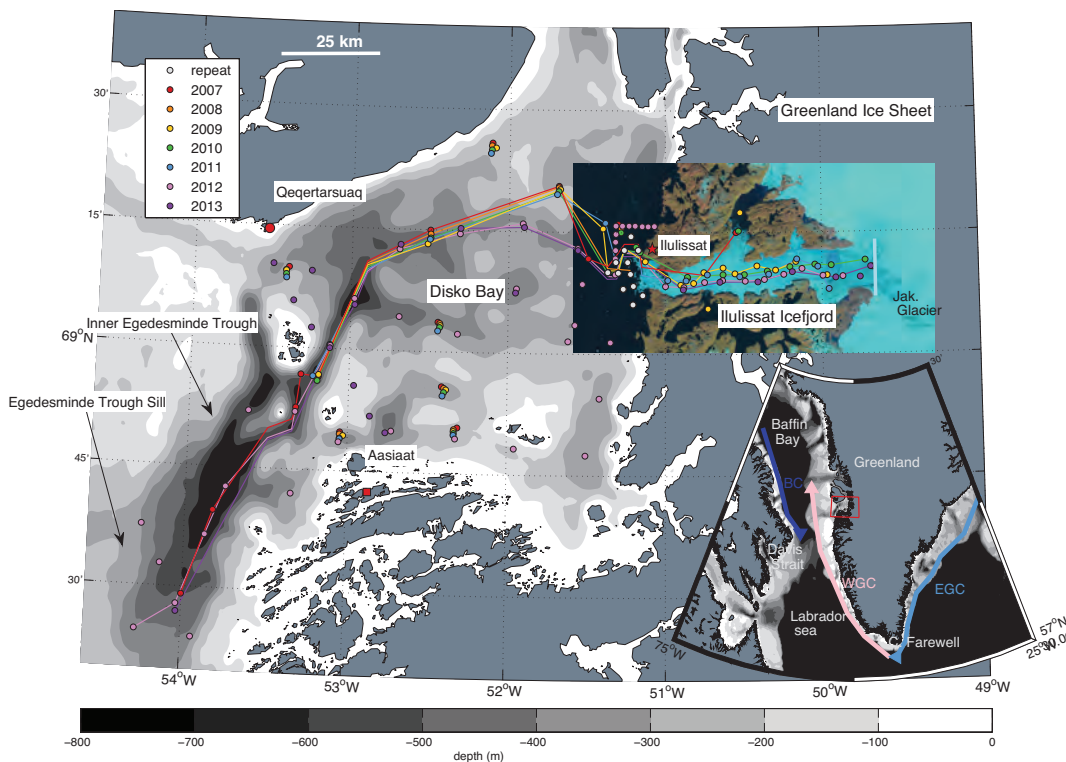 25 km
repeat
2007
2008
2009
2010
2011
2012
2013
30'
15'
69°N
45'
30'
Greenland Ice Sheet
Qeqertarsuaq
Ilulissat
Disko Bay
Ilulissat Icefjord
Jak.
Glacier
Inner Egedesminde Trough
Egedesminde Trough Sill
Aasiaat
30'
Baffin
Bay
Greenland
BC
Davis
Strait
WGC
EGC
Labrador
sea
Farewell
75°W
57°N
54°W
53°W
52°W
51°W
50°W
49°W
−800
−700
−600
−500
−400
−300
−200
−100
0
depth (m)